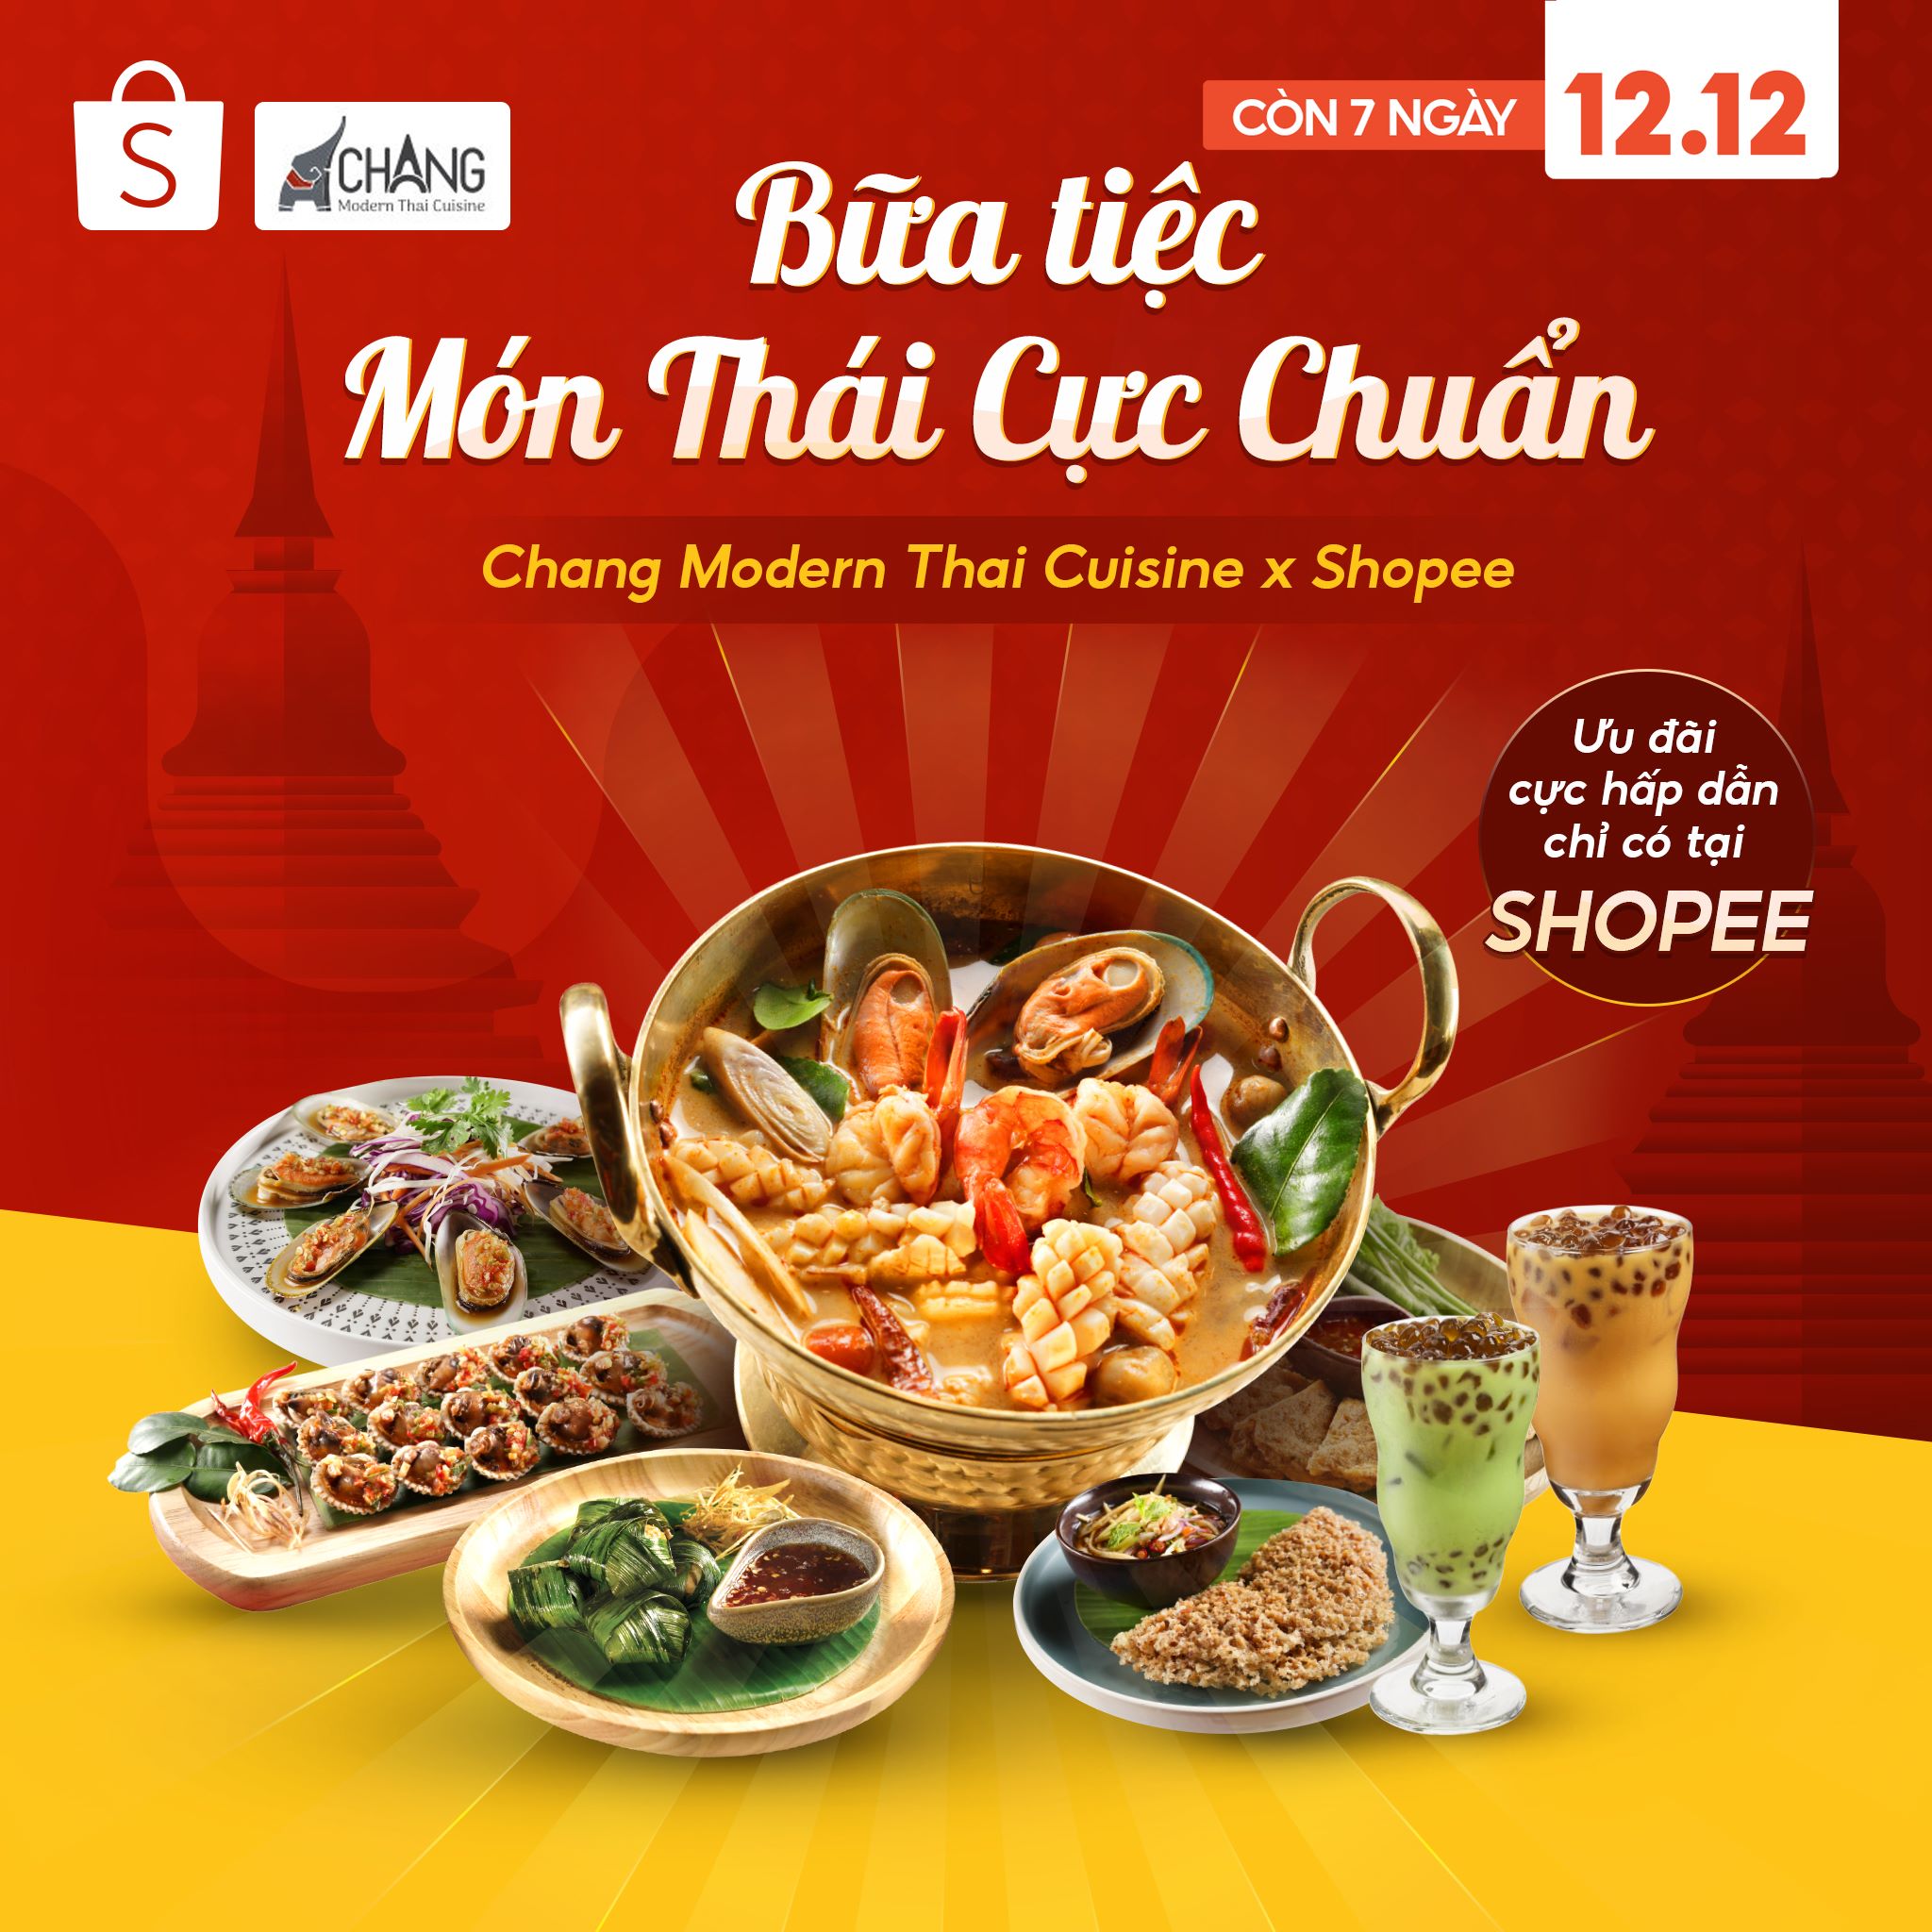 S
CHANG
Modern Thai Cuisine
CÒN 7 NGÀY
12.12
Bữa tiệc
Món Thái Cực Chuẩn
Chang Modern Thai Cuisine x Shopee
Ưu đãi
cực hấp dẫn
chỉ có tại
SHOPEE